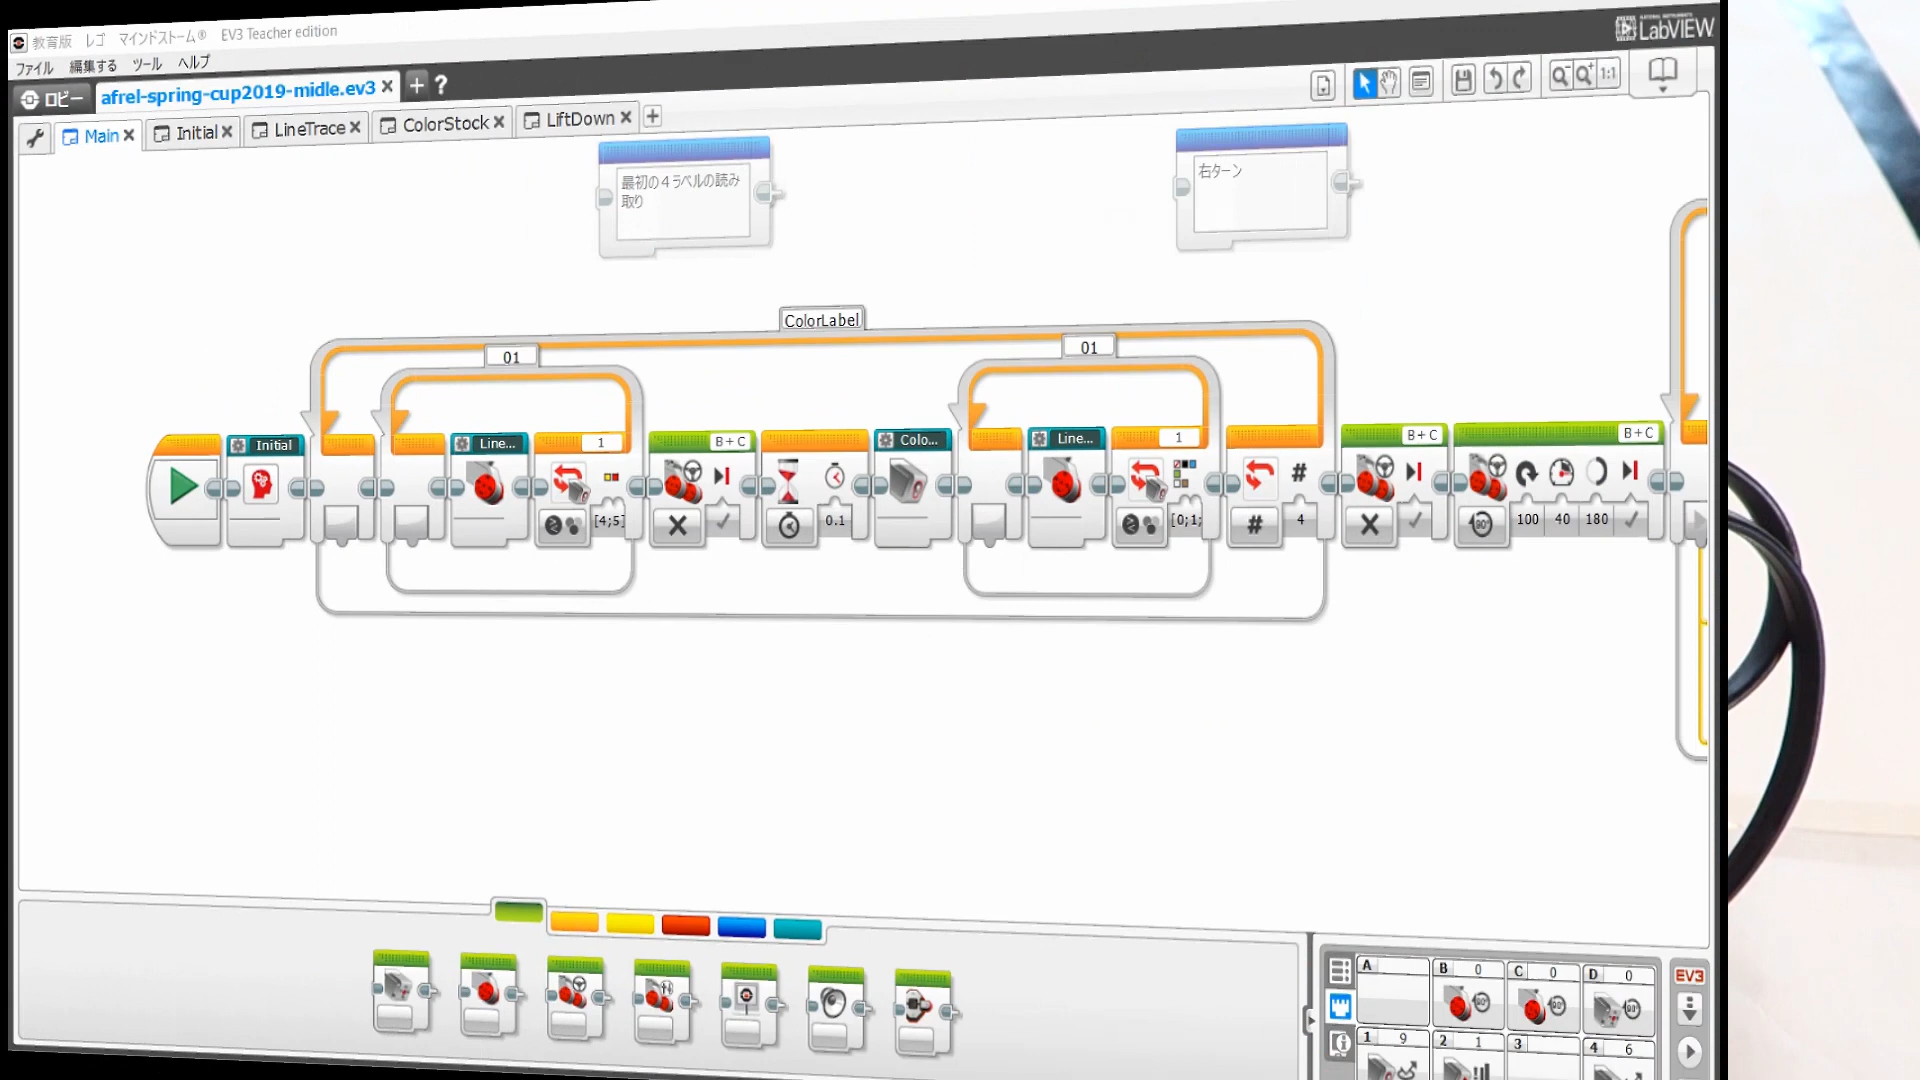 教育版 レゴ マインドストーム® EV3 Teacher edition
NATIONAL INSTRUMENTS
LabVIEW
ファイル 編集する ツール ヘルプ
ロビー afrel-spring-cup2019-midle.ev3 × + ?
1:1
Main × Initial × LineTrace × ColorStock × LiftDown × +
最初の４ラベルの読み
取り
右ターン
ColorLabel
01
01
Initial
Line...
1
B+C
Colo...
Line...
1
B+C
B+C
#
[4;5]
0.1
[0;1;
#
4
100 40 180
A
B 0
C 0
D 0
EV3
1 9
2 1
3
4 6